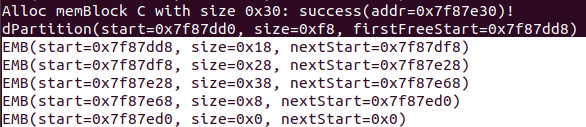 Alloc memBlock C with size 0x30: success(addr=0x7f87e30)!
dPartition(start=0x7f87dd0, size=0xf8, firstFreeStart=0x7f87dd8)
EMB(start=0x7f87dd8, size=0x18, nextStart=0x7f87df8)
EMB(start=0x7f87df8, size=0x28, nextStart=0x7f87e28)
EMB(start=0x7f87e28, size=0x38, nextStart=0x7f87e68)
EMB(start=0x7f87e68, size=0x8, nextStart=0x7f87ed0)
EMB(start=0x7f87ed0, size=0x0, nextStart=0x0)